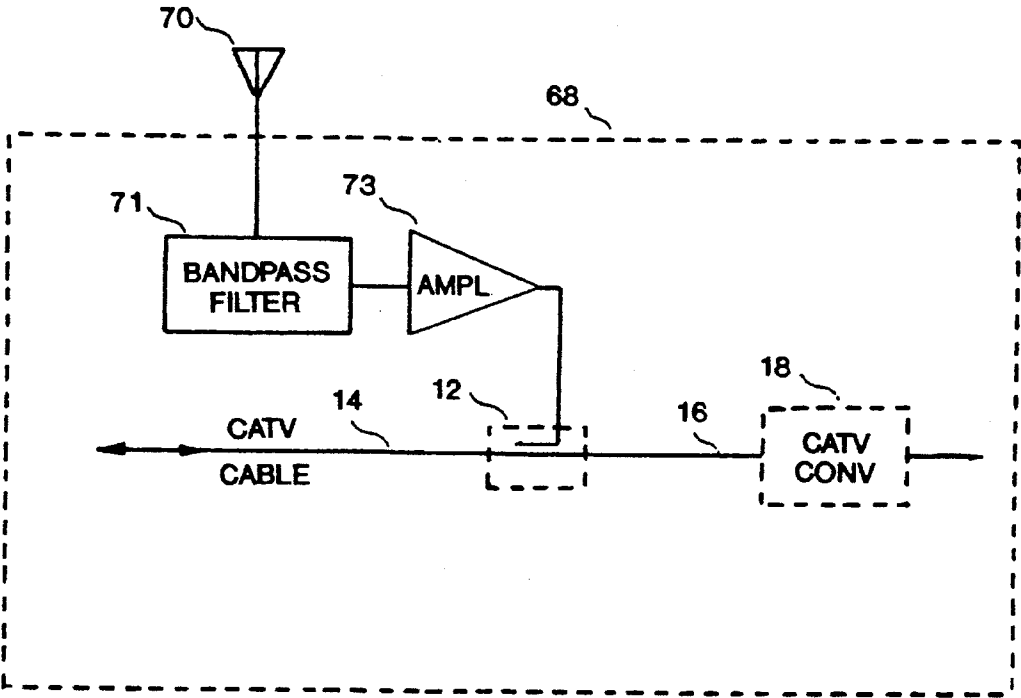 70
68
71
73
BANDPASS
FILTER
AMPL
12
18
14
16
CATV
CABLE
CATV
CONV